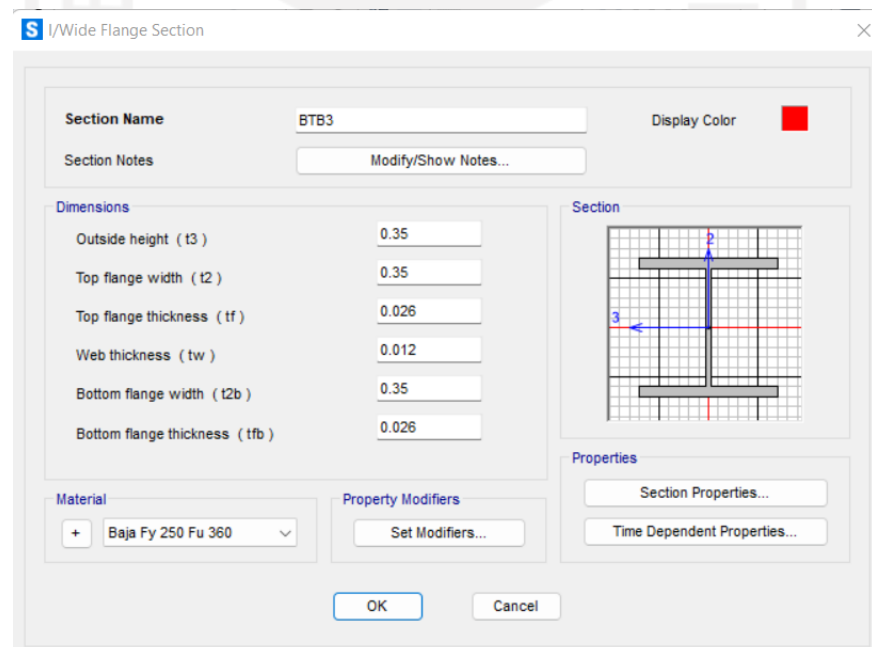 S I/Wide Flange Section
Section Name BTB3 Display Color
Section Notes Modify/Show Notes...
Dimensions
Outside height ( t3 ) 0.35
Top flange width ( t2 ) 0.35
Top flange thickness ( tf ) 0.026
Web thickness ( tw ) 0.012
Bottom flange width ( t2b ) 0.35
Bottom flange thickness ( tfb ) 0.026
Section
2
3
Properties
Section Properties...
Time Dependent Properties...
Material
+ Baja Fy 250 Fu 360
Property Modifiers
Set Modifiers...
OK Cancel